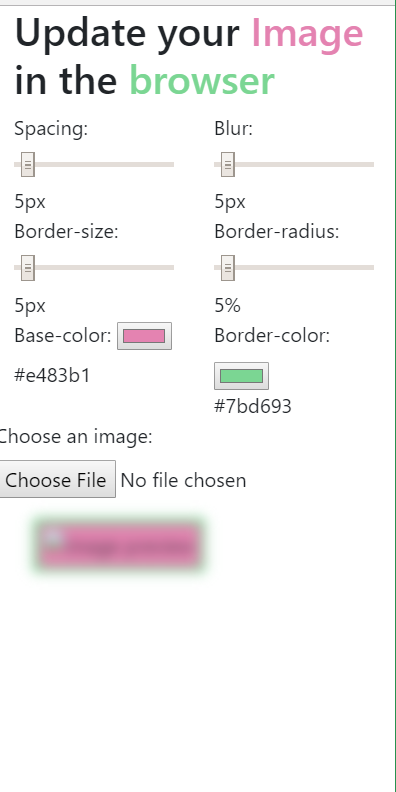 Update your Image
in the browser
Spacing:
Blur:
5px
5px
Border-size:
Border-radius:
5px
5%
Base-color:
Border-color:
#e483b1
#7bd693
Choose an image:
Choose File No file chosen